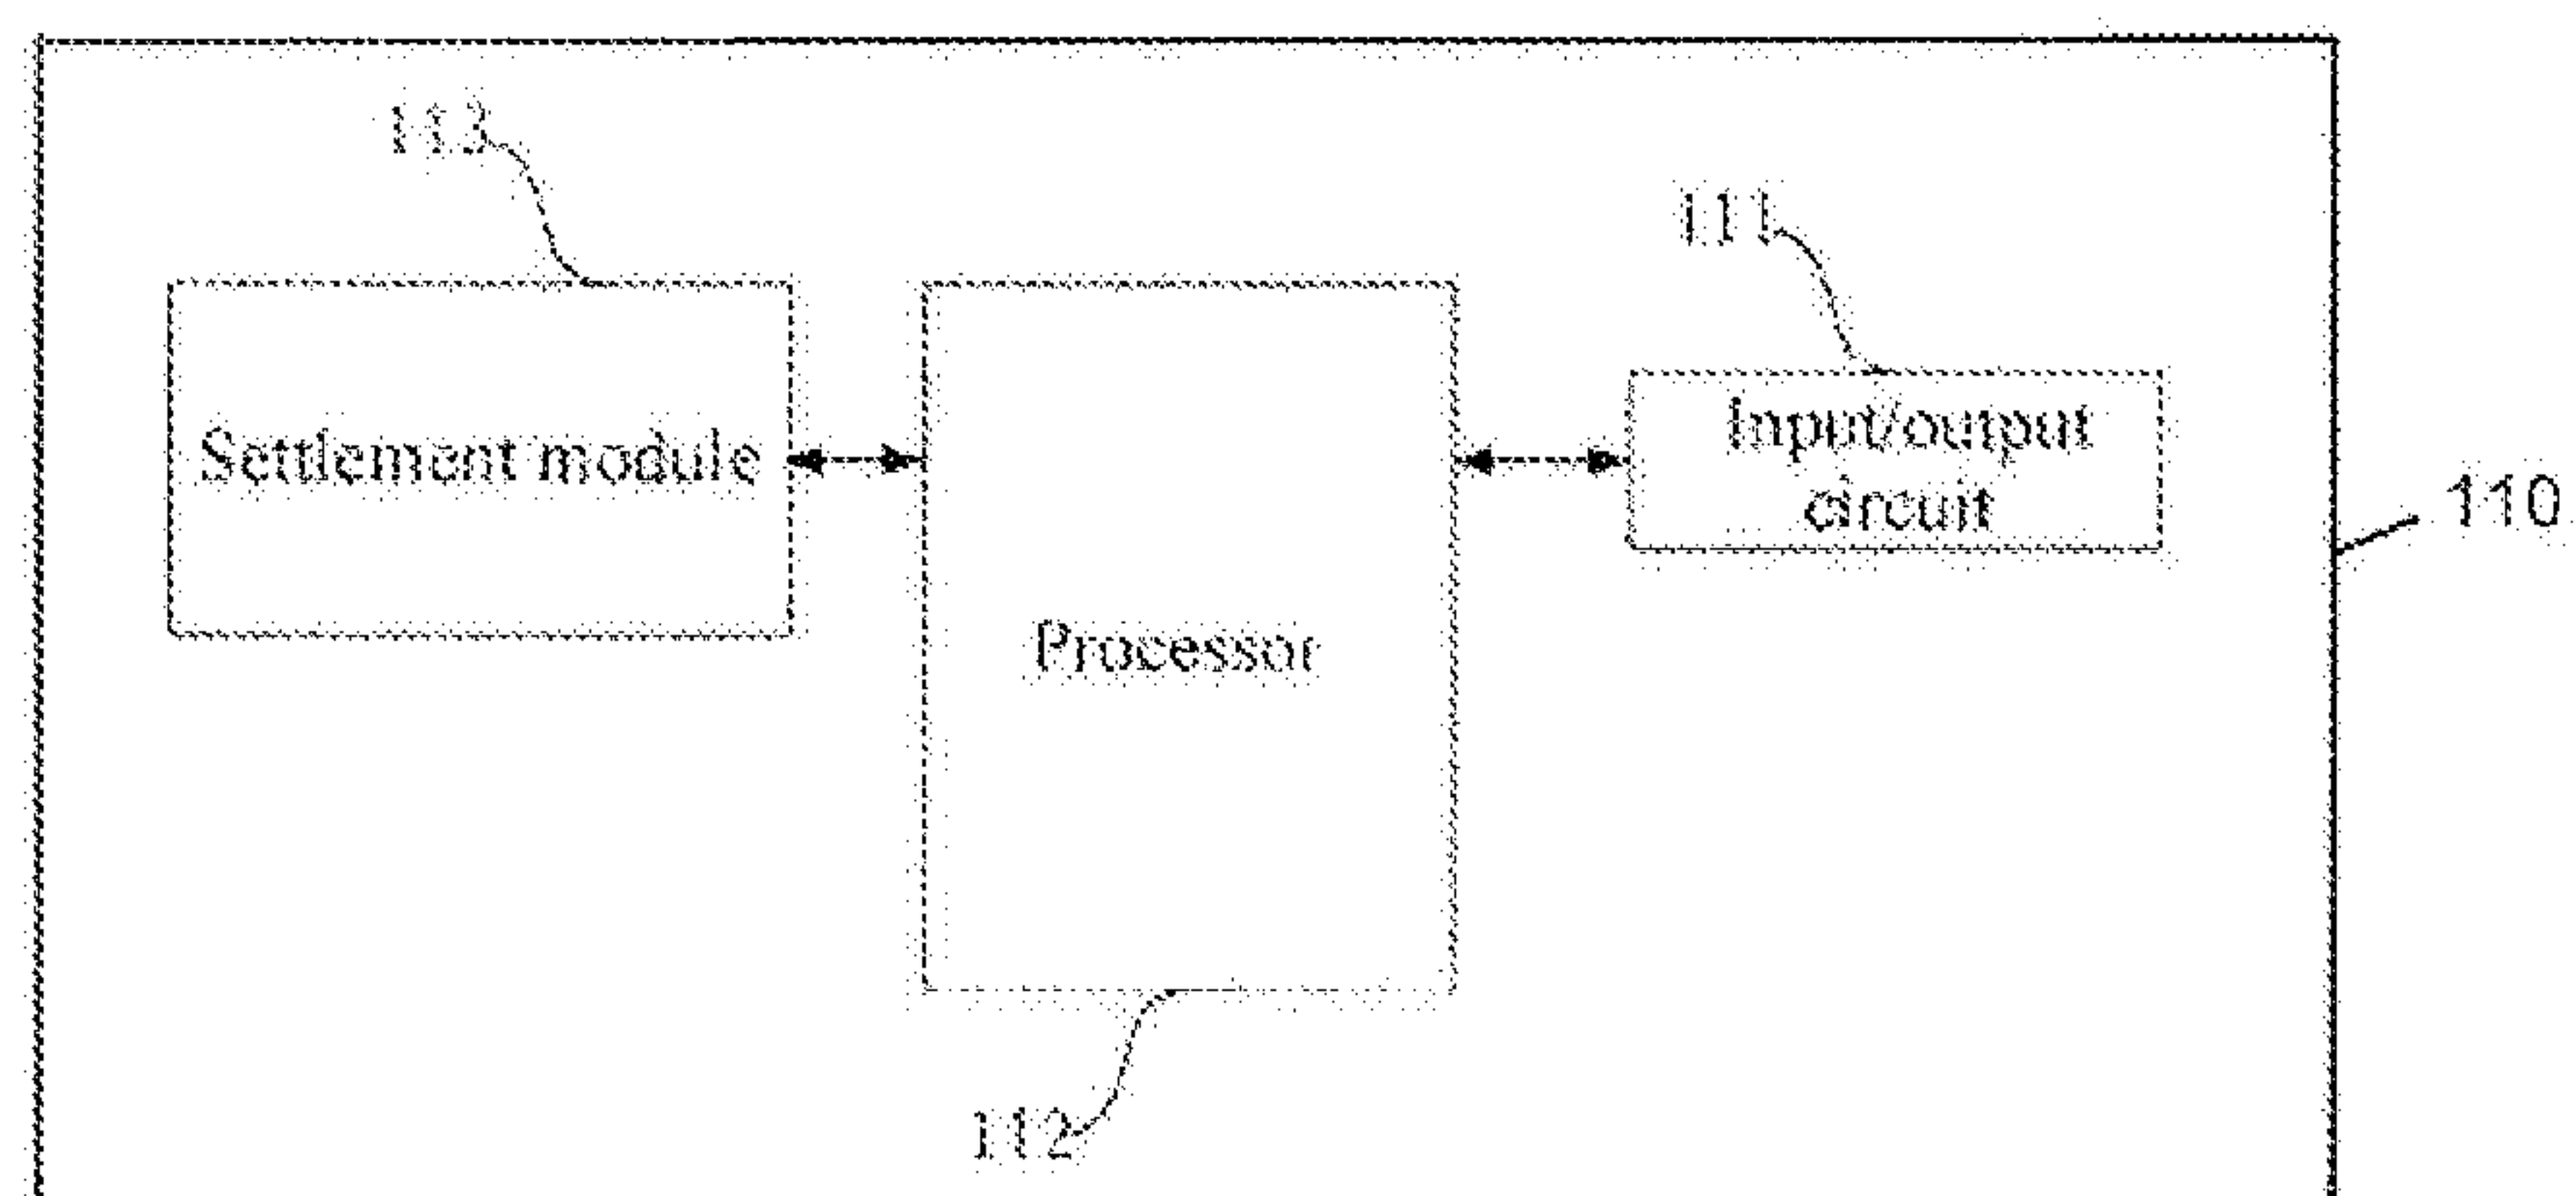 113
111
Settlement module
Input/output
circuit
110
Processor
112